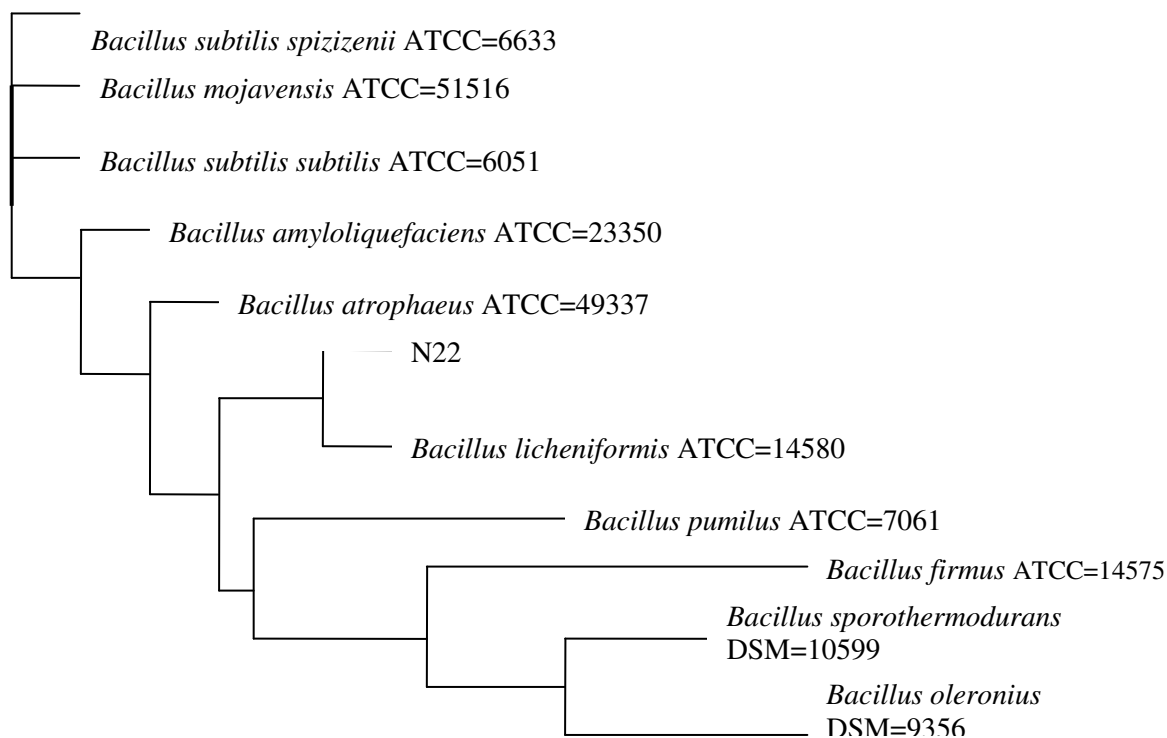 Bacillus subtilis spizizenii ATCC=6633
Bacillus mojavensis ATCC=51516
Bacillus subtilis subtilis ATCC=6051
Bacillus amyloliquefaciens ATCC=23350
Bacillus atrophaeus ATCC=49337
N22
Bacillus licheniformis ATCC=14580
Bacillus pumilus ATCC=7061
Bacillus firmus ATCC=14575
Bacillus sporothermodurans
DSM=10599
Bacillus oleronius
DSM=9356